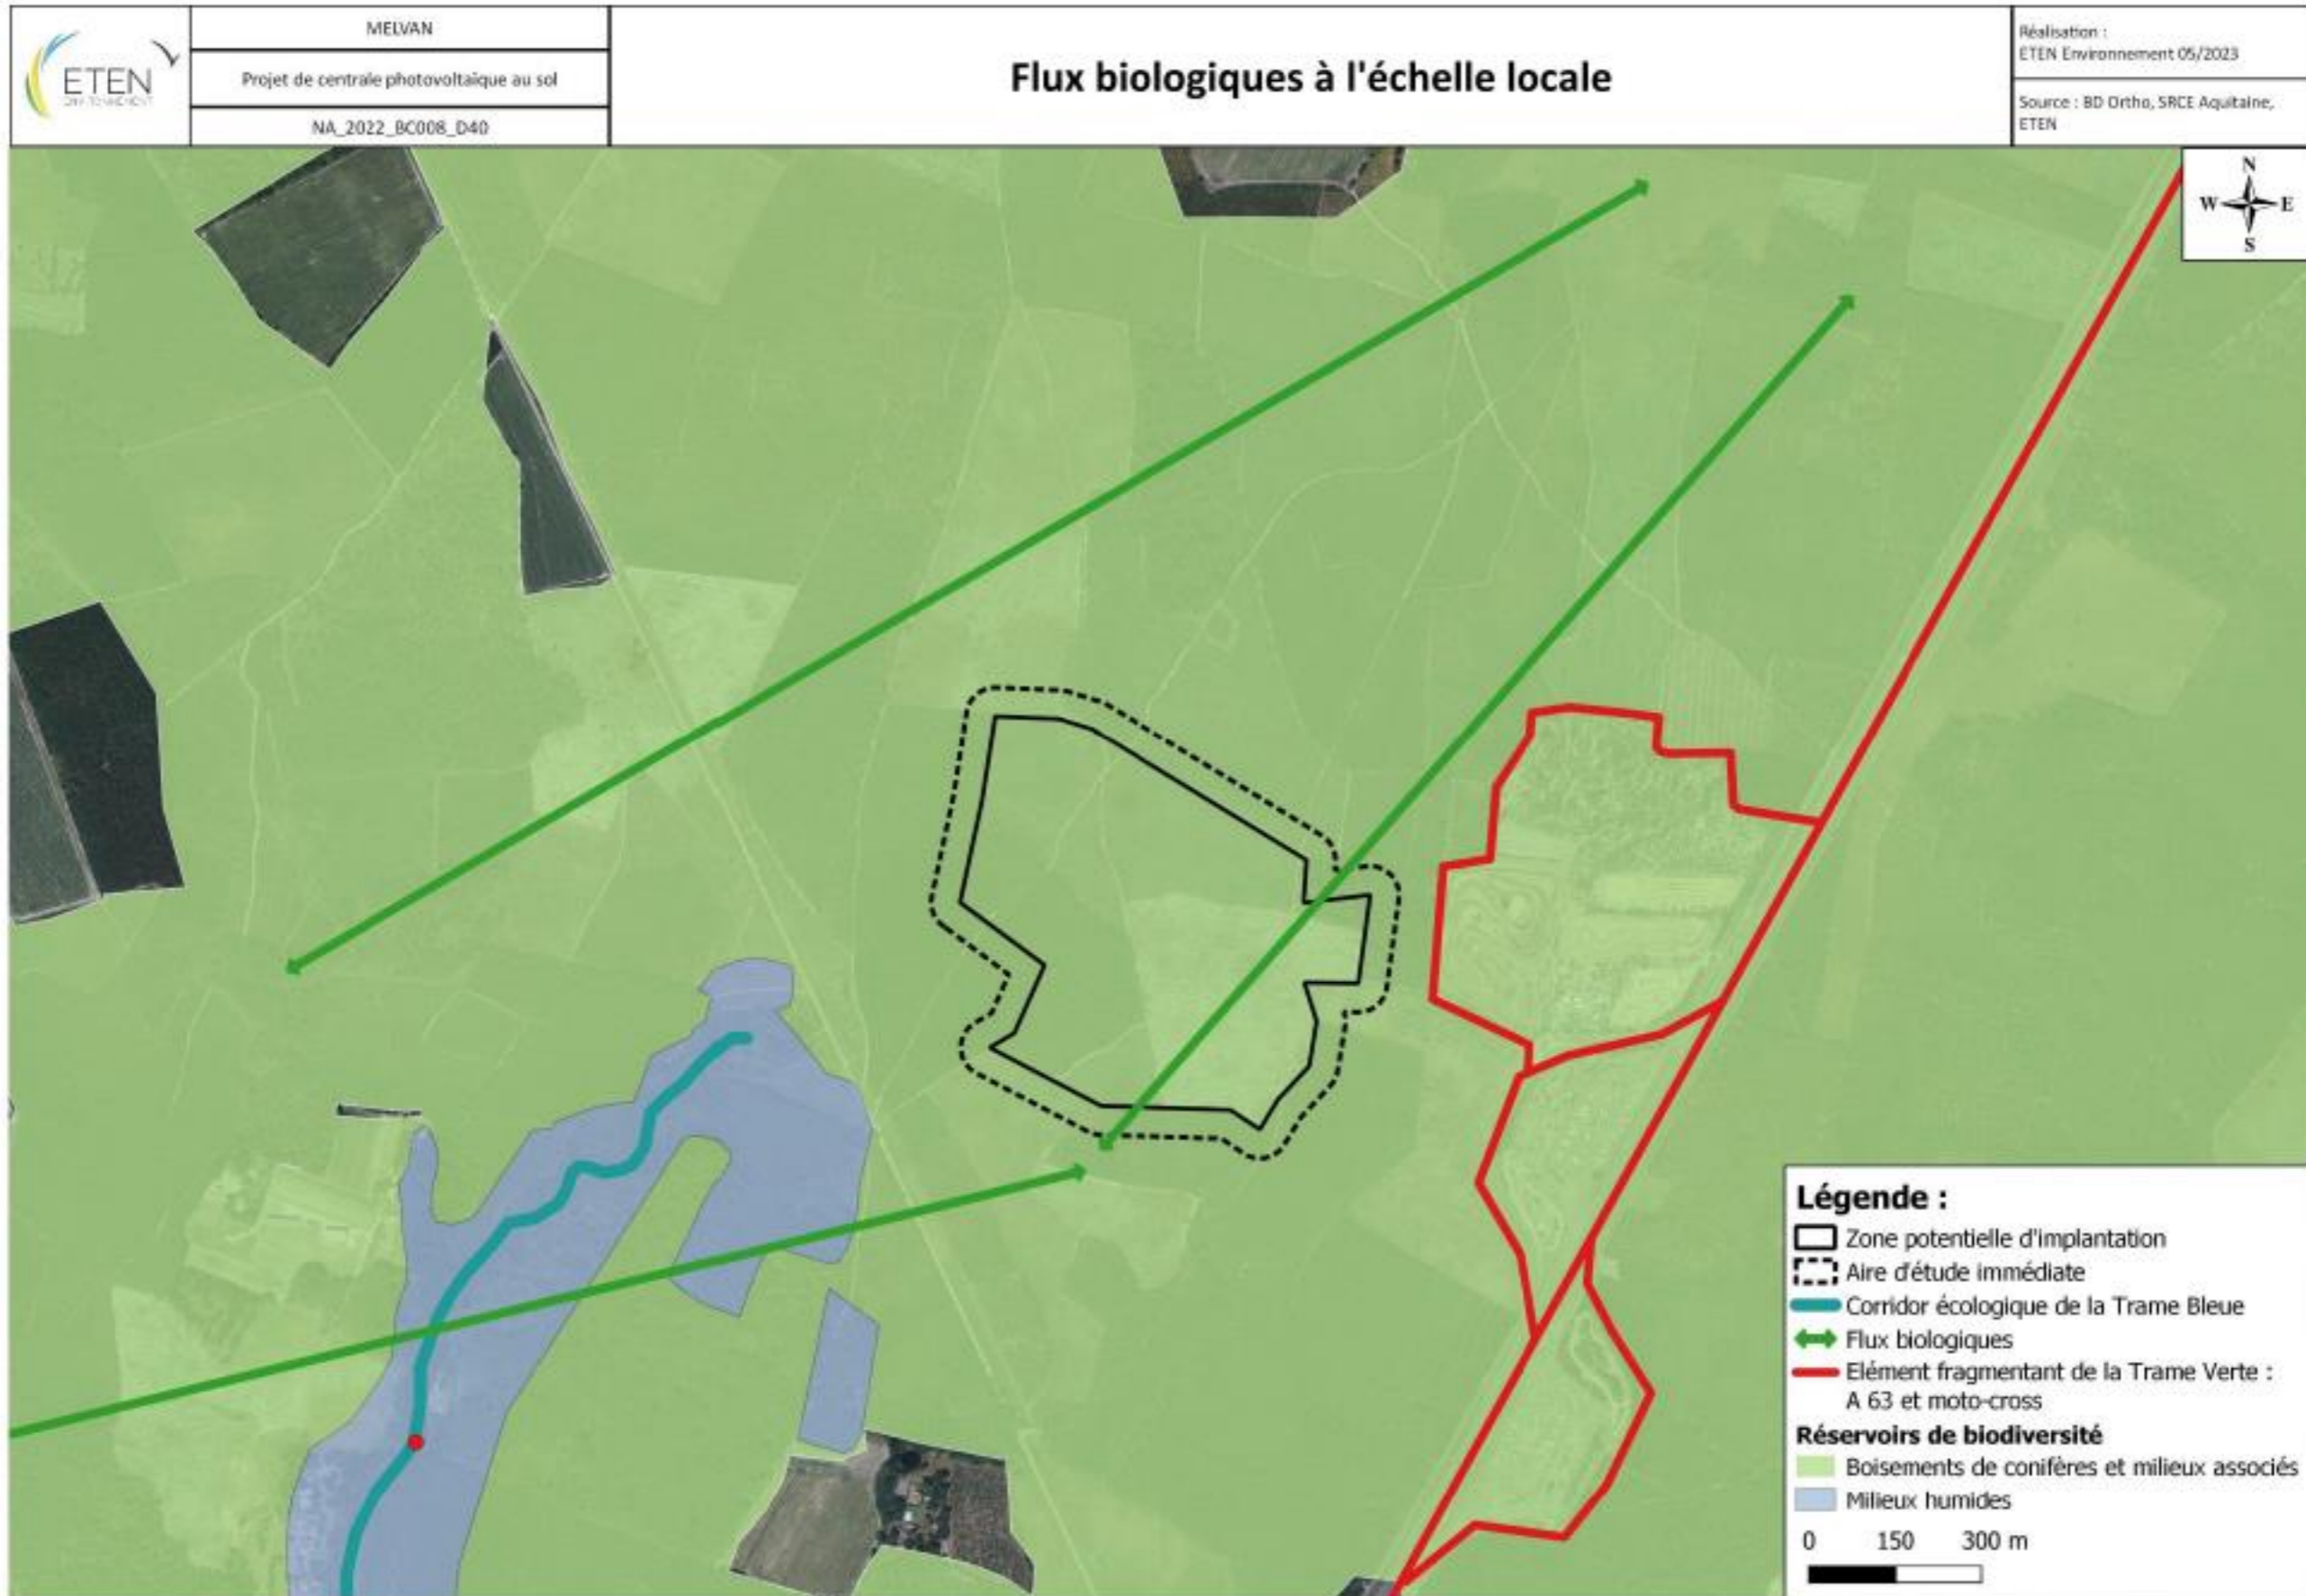 ETEN
MELVAN
Projet de centrale photovoltaïque au sol
NA_2022_BC008_D40
Flux biologiques à l'échelle locale
Réalisation :
ETEN Environnement 05/2023
Source : BD Ortho, SRCE Aquitaine,
ETEN
N
W E
S
Légende :
Zone potentielle d'implantation
Aire d'étude immédiate
Corridor écologique de la Trame Bleue
Flux biologiques
Elément fragmentant de la Trame Verte :
A 63 et moto-cross
Réservoirs de biodiversité
Boisements de conifères et milieux associés
Milieux humides
0 150 300 m